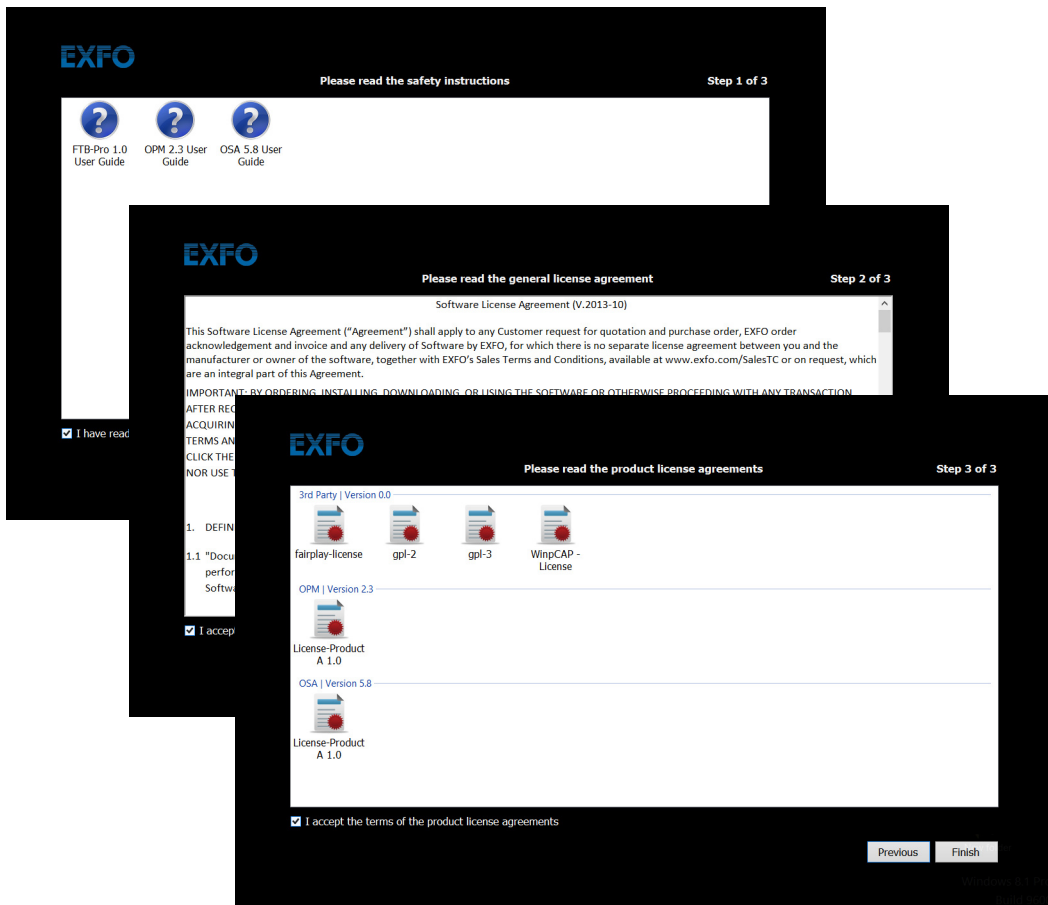 EXFO
Please read the safety instructions
Step 1 of 3
FTB-Pro 1.0 User Guide
OPM 2.3 User Guide
OSA 5.8 User Guide
I have read
EXFO
Please read the general license agreement
Step 2 of 3
Software License Agreement (V.2013-10)
This Software License Agreement (“Agreement”) shall apply to any Customer request for quotation and purchase order, EXFO order
acknowledgement and invoice and any delivery of Software by EXFO, for which there is no separate license agreement between you and the
manufacturer or owner of the software, together with EXFO’s Sales Terms and Conditions, available at www.exfo.com/SalesTC or on request, which
are an integral part of this Agreement.
IMPORTANT: BY ORDERING, INSTALLING, DOWNLOADING, OR USING THE SOFTWARE OR OTHERWISE PROCEEDING WITH ANY TRANSACTION
AFTER REC
ACQUIRIN
TERMS AN
CLICK THE
NOR USE T
1. DEFIN
1.1 "Docu
perfor
Softwa
I accept
EXFO
Please read the product license agreements
Step 3 of 3
3rd Party | Version 0.0
fairplay-license
gpl-2
gpl-3
WinpCAP - License
OPM | Version 2.3
License-Product A 1.0
OSA | Version 5.8
License-Product A 1.0
I accept the terms of the product license agreements
Previous
Finish
Windows 8.1 Pro